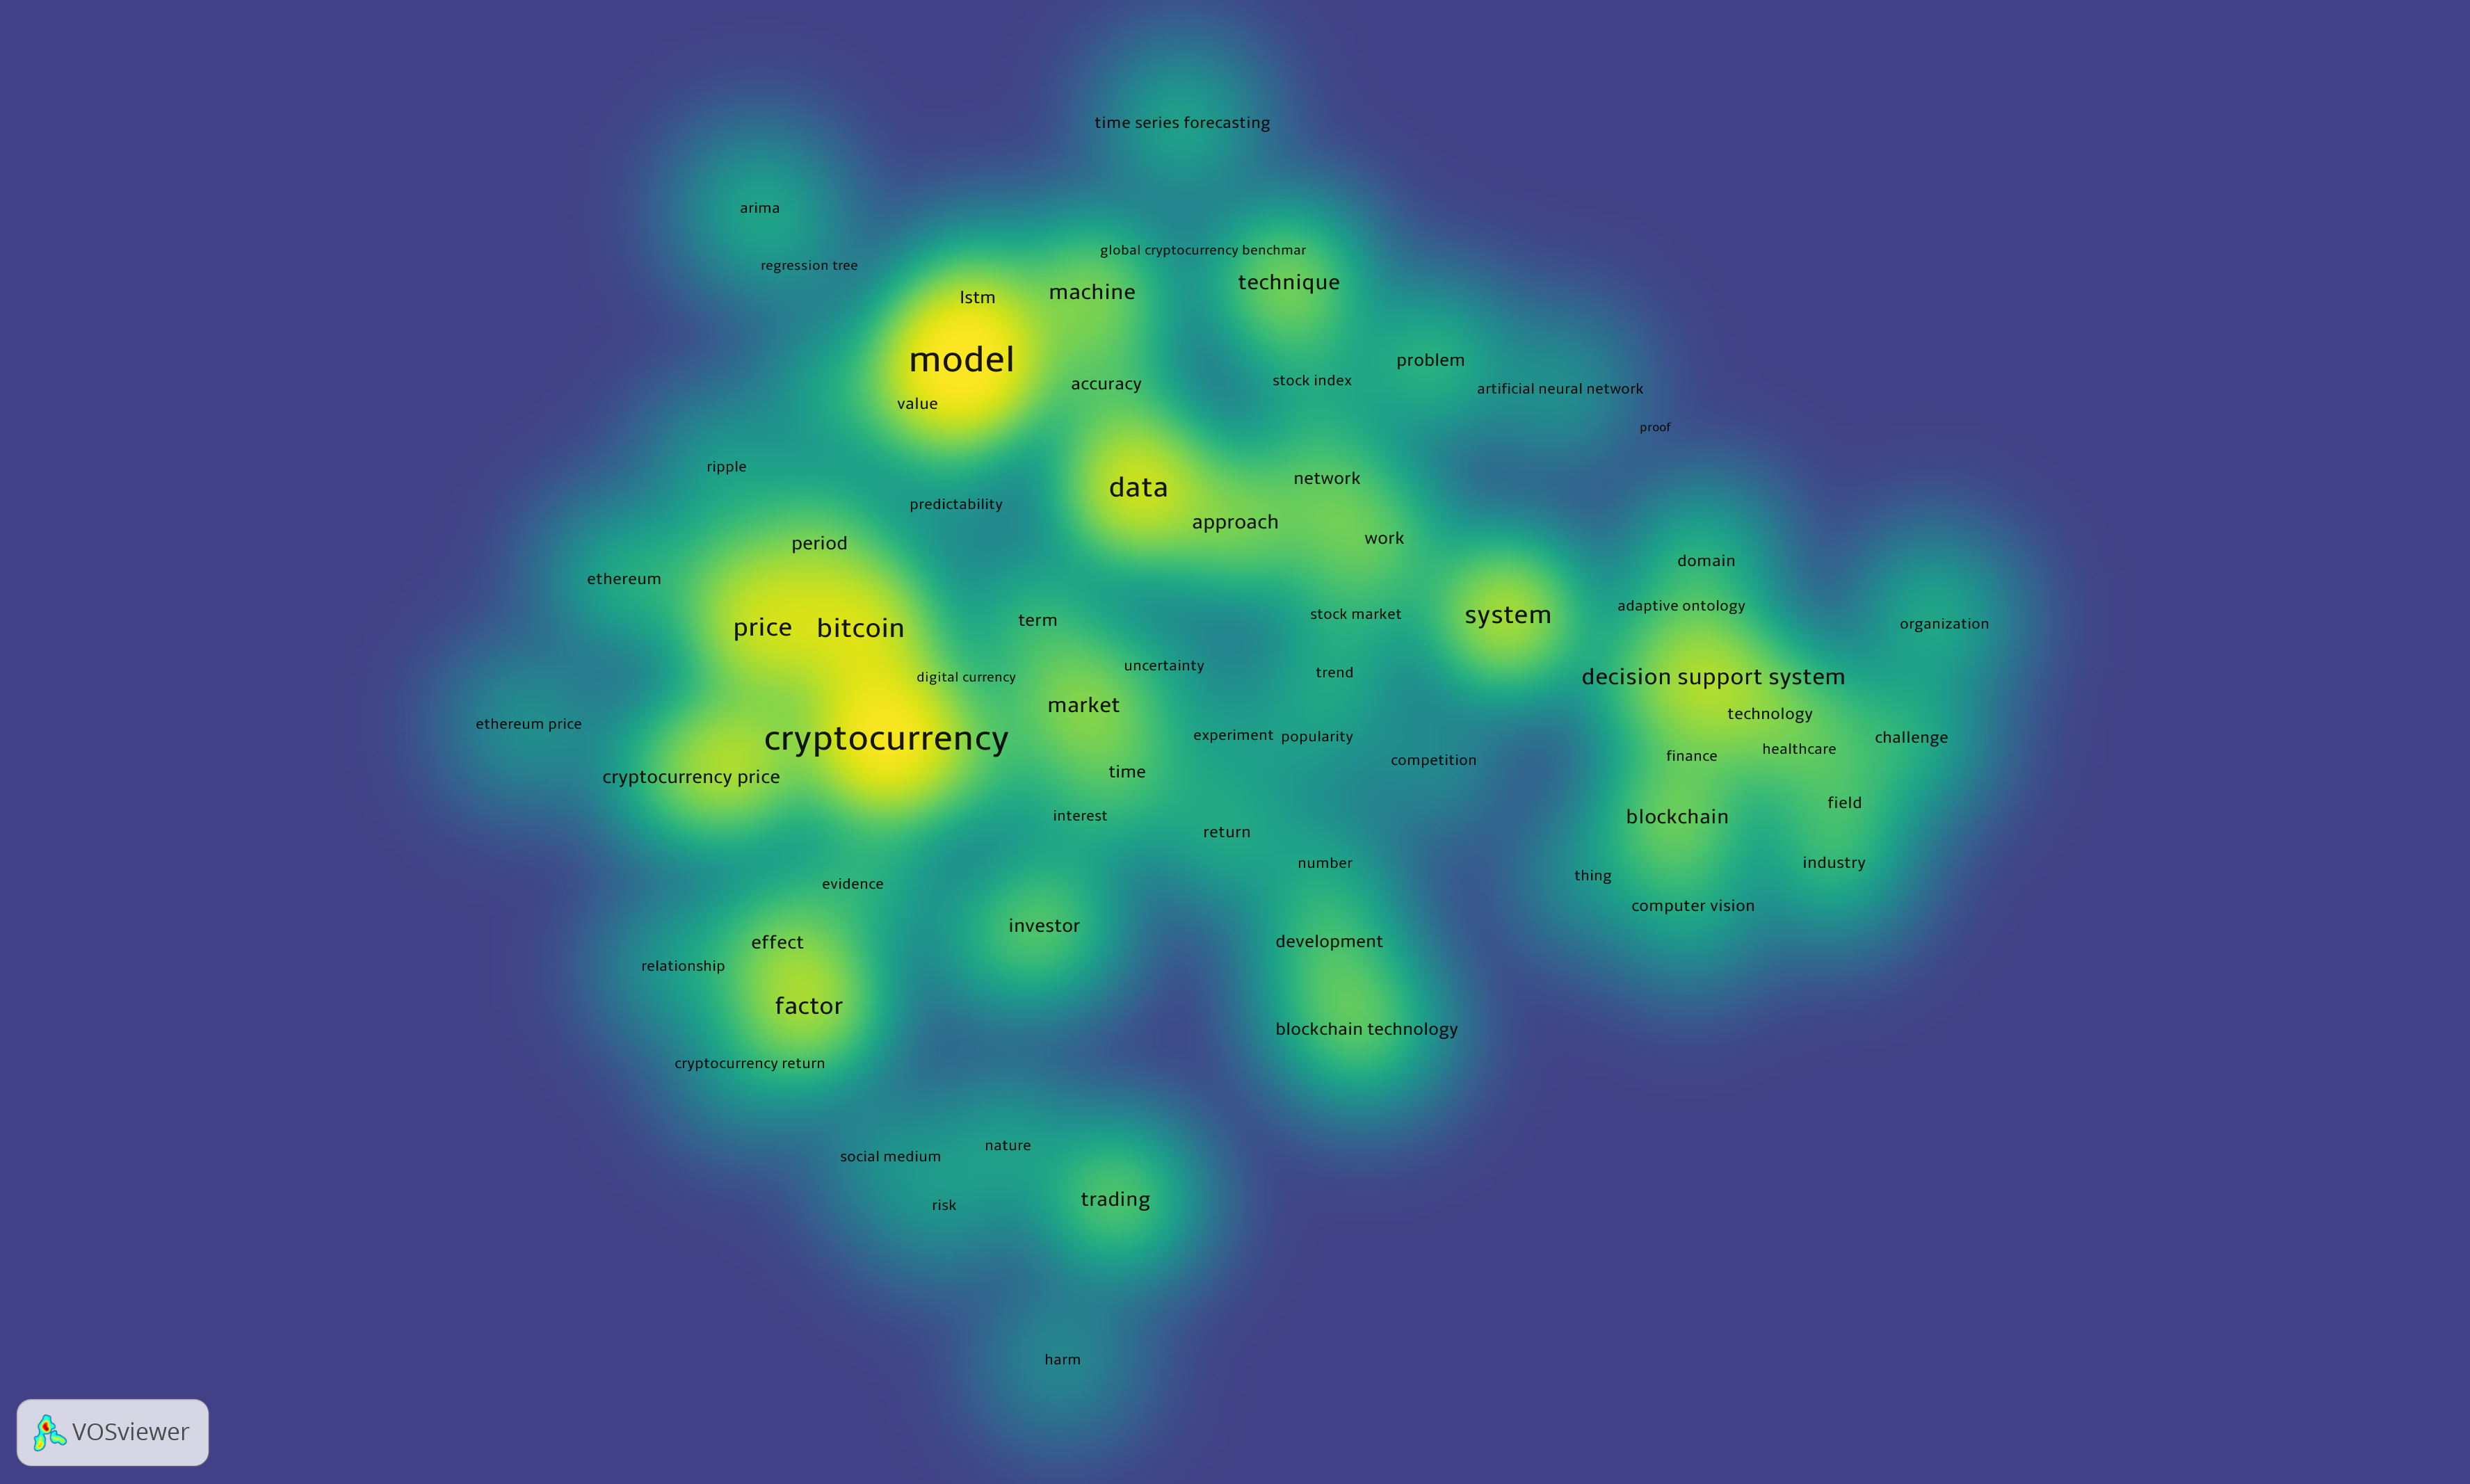 time series forecasting
arima
global cryptocurrency benchmar
regression tree
technique
machine
lstm
model
problem
stock index
accuracy
artificial neural network
value
proof
ripple
network
data
predictability
approach
work
period
domain
ethereum
adaptive ontology
stock market
system
term
organization
price
bitcoin
uncertainty
trend
digital currency
decision support system
market
technology
ethereum price
experiment
popularity
cryptocurrency
challenge
healthcare
finance
competition
time
cryptocurrency price
field
interest
blockchain
return
number
industry
thing
evidence
computer vision
investor
development
effect
relationship
factor
blockchain technology
cryptocurrency return
nature
social medium
trading
risk
harm
VOSviewer